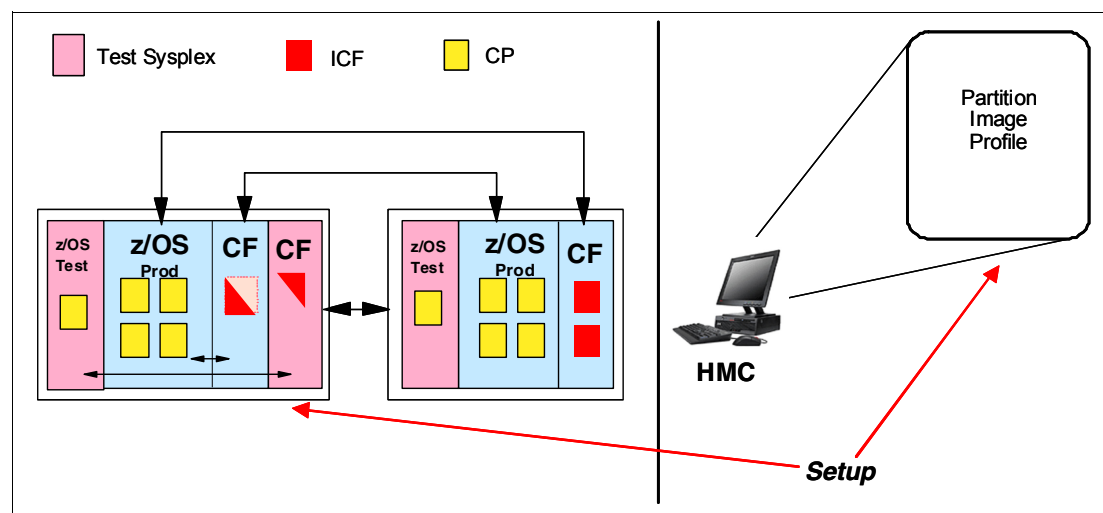 Test Sysplex
ICF
CP
Partition
Image
Profile
z/OS
Test
z/OS
Prod
CF
CF
z/OS
Test
z/OS
Prod
CF
HMC
Setup